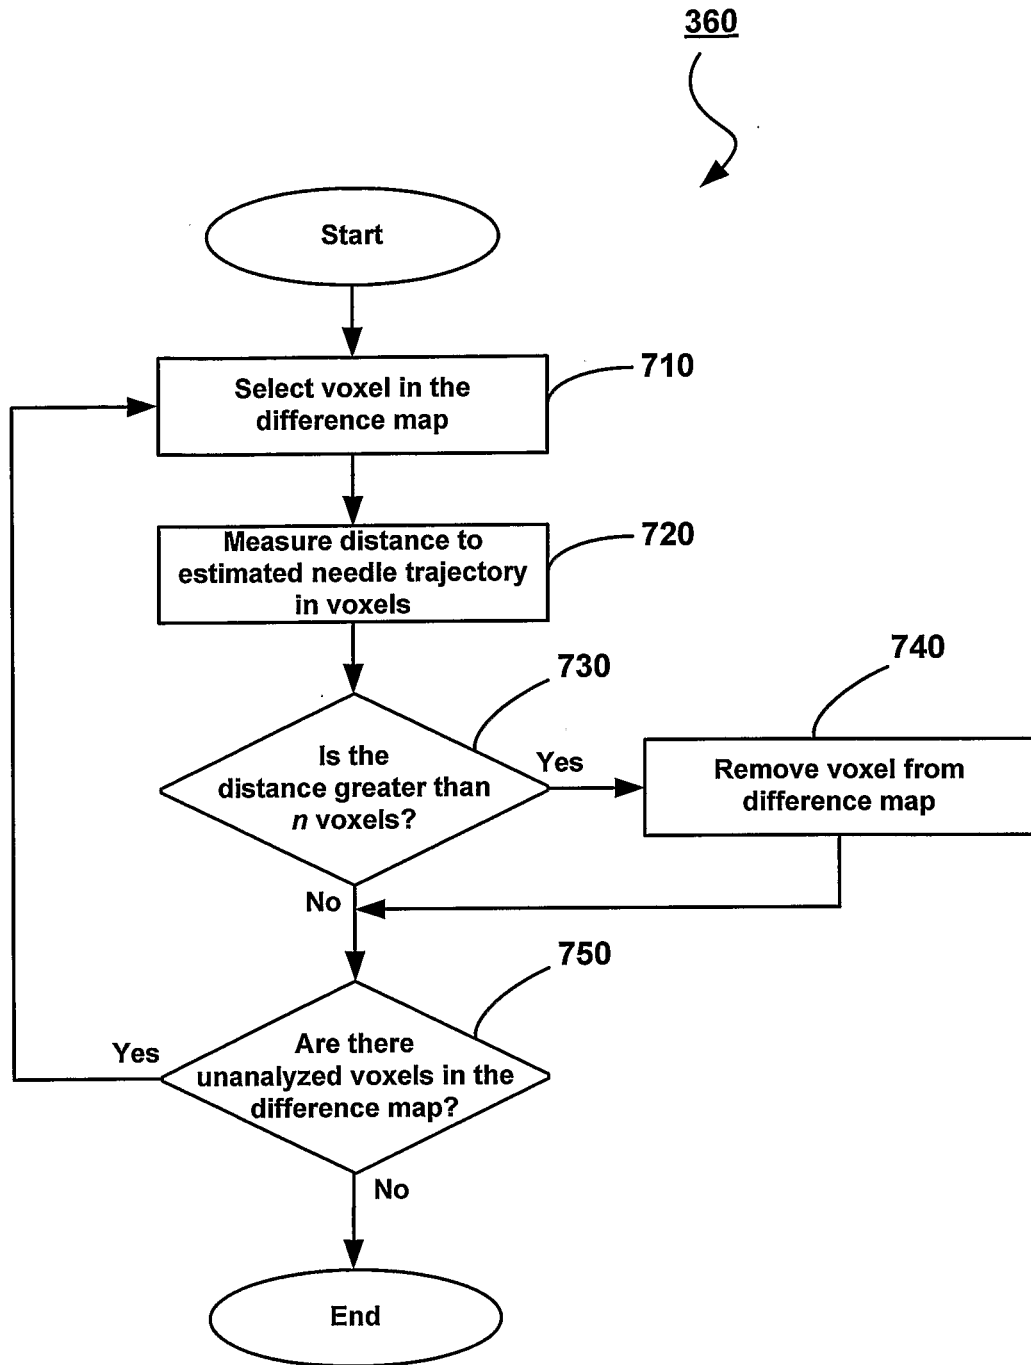 360
Start
Select voxel in the
difference map
710
Measure distance to
estimated needle trajectory
in voxels
720
730
Is the
distance greater than
n voxels?
Yes
740
Remove voxel from
difference map
No
750
Are there
unanalyzed voxels in the
difference map?
Yes
No
End